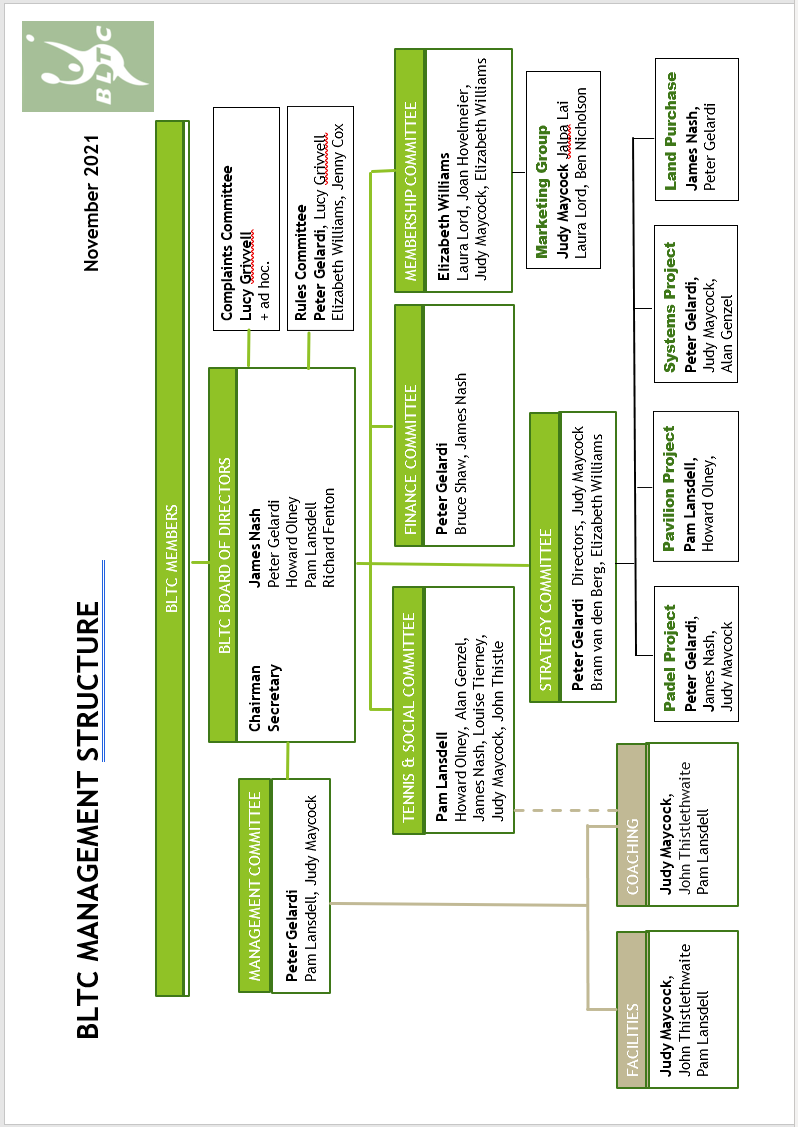 BLTC MANAGEMENT STRUCTURE
November 2021
BLTC
BLTC MEMBERS
MANAGEMENT COMMITTEE
Peter Gelardi
Pam Lansdell, Judy Maycock
BLTC BOARD OF DIRECTORS
Chairman James Nash
Secretary Peter Gelardi
Howard Olney
Pam Lansdell
Richard Fenton
Complaints Committee
Lucy Grivvell
+ ad hoc.
Rules Committee
Peter Gelardi, Lucy Grivvell
Elizabeth Williams, Jenny Cox
TENNIS & SOCIAL COMMITTEE
Pam Lansdell
Howard Olney, Alan Genzel,
James Nash, Louise Tierney,
Judy Maycock, John Thistle
FINANCE COMMITTEE
Peter Gelardi
Bruce Shaw, James Nash
MEMBERSHIP COMMITTEE
Elizabeth Williams
Laura Lord, Joan Hovelmeier,
Judy Maycock, Elizabeth Williams
STRATEGY COMMITTEE
Peter Gelardi Directors, Judy Maycock
Bram van den Berg, Elizabeth Williams
Marketing Group
Judy Maycock Jalpa Lai
Laura Lord, Ben Nicholson
FACILITIES
Judy Maycock,
John Thistlethwaite
Pam Lansdell
COACHING
Judy Maycock,
John Thistlethwaite
Pam Lansdell
Padel Project
Peter Gelardi,
James Nash,
Judy Maycock
Pavilion Project
Pam Lansdell,
Howard Olney,
Systems Project
Peter Gelardi,
Judy Maycock,
Alan Genzel
Land Purchase
James Nash,
Peter Gelardi